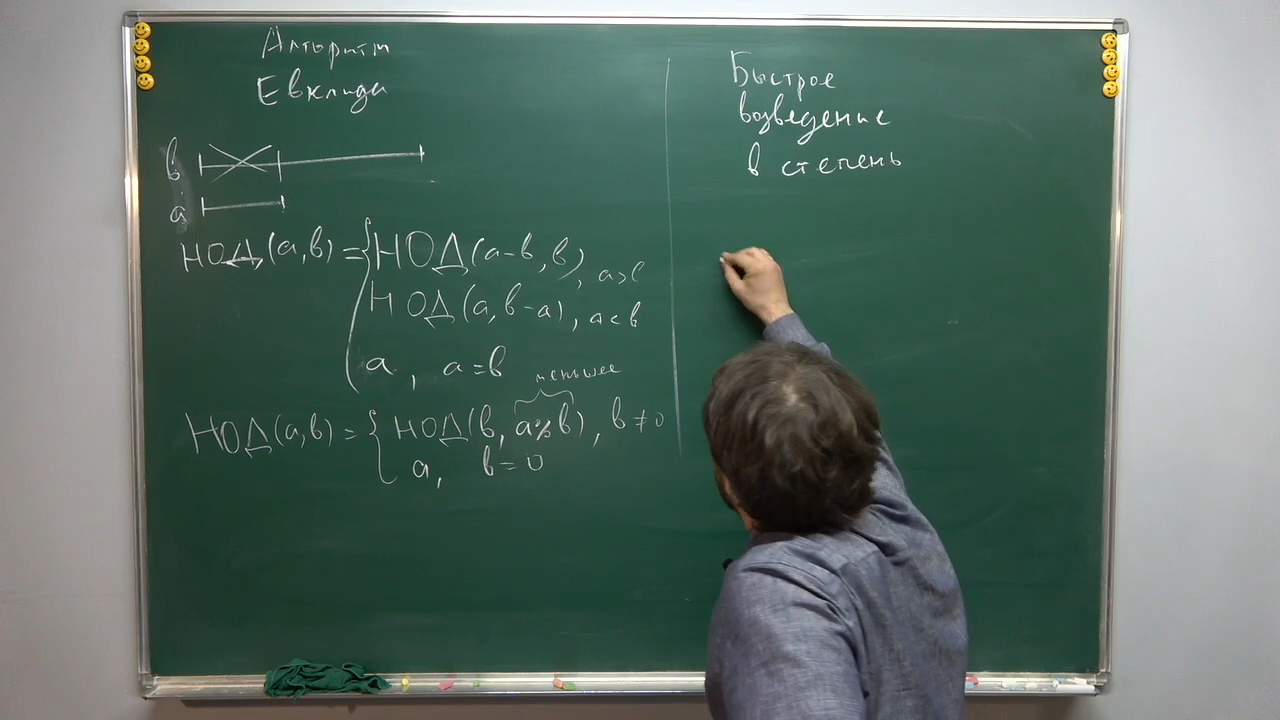 Алгоритм
Евклида
в
а
НОД(а,в) = { НОД(а-в, в), а>в
НОД(а, в-а), а<в
а, а=в
меньшее
НОД(а,в) = { НОД(в, а%в), в ≠ 0
а, в = 0
Быстрое
возведение
в степень